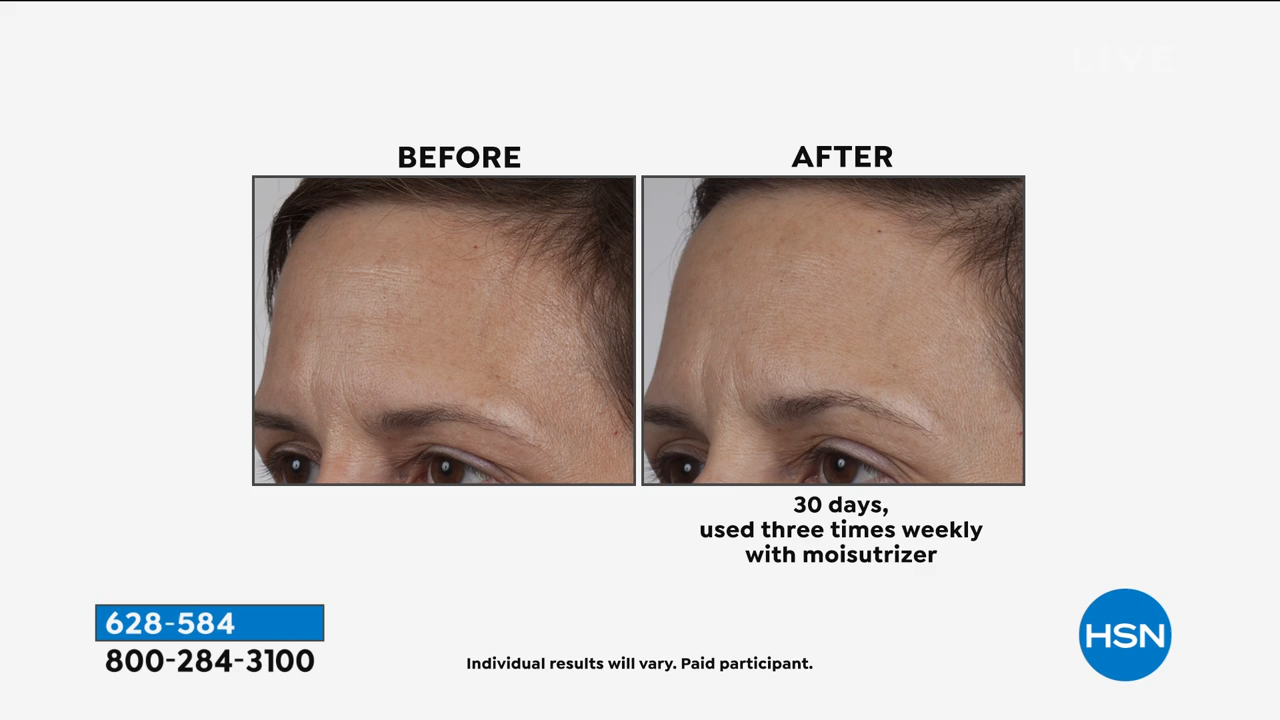 LIVE
BEFORE
AFTER
30 days,
used three times weekly
with moisutrizer
628-584
800-284-3100
Individual results will vary. Paid participant.
HSN